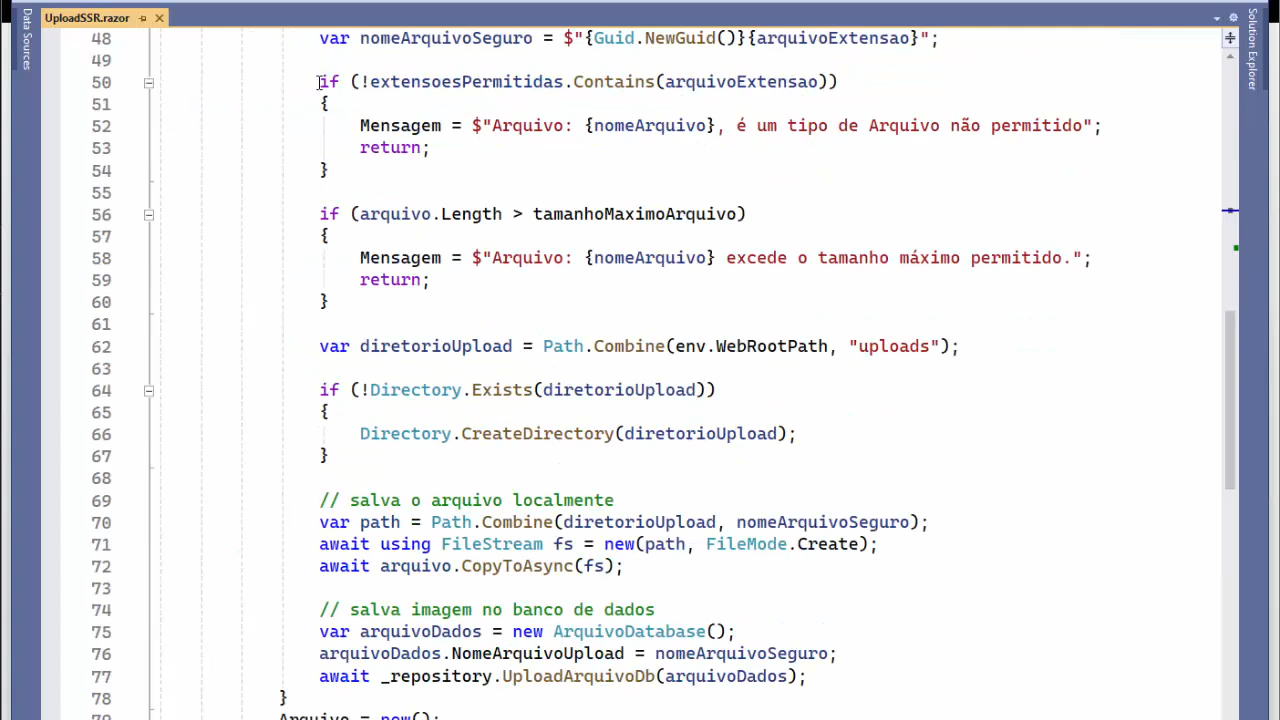 UploadSSR.razor
Data Sources
Solution Explorer
48 var nomeArquivoSeguro = $"{Guid.NewGuid()}{arquivoExtensao}";
49
50 if (!extensoesPermitidas.Contains(arquivoExtensao))
51 {
52 Mensagem = $"Arquivo: {nomeArquivo}, é um tipo de Arquivo não permitido";
53 return;
54 }
55
56 if (arquivo.Length > tamanhoMaximoArquivo)
57 {
58 Mensagem = $"Arquivo: {nomeArquivo} excede o tamanho máximo permitido.";
59 return;
60 }
61
62 var diretorioUpload = Path.Combine(env.WebRootPath, "uploads");
63
64 if (!Directory.Exists(diretorioUpload))
65 {
66 Directory.CreateDirectory(diretorioUpload);
67 }
68
69 // salva o arquivo localmente
70 var path = Path.Combine(diretorioUpload, nomeArquivoSeguro);
71 await using FileStream fs = new(path, FileMode.Create);
72 await arquivo.CopyToAsync(fs);
73
74 // salva imagem no banco de dados
75 var arquivoDados = new ArquivoDatabase();
76 arquivoDados.NomeArquivoUpload = nomeArquivoSeguro;
77 await _repository.UploadArquivoDb(arquivoDados);
78 }
79 Arquivo = new();